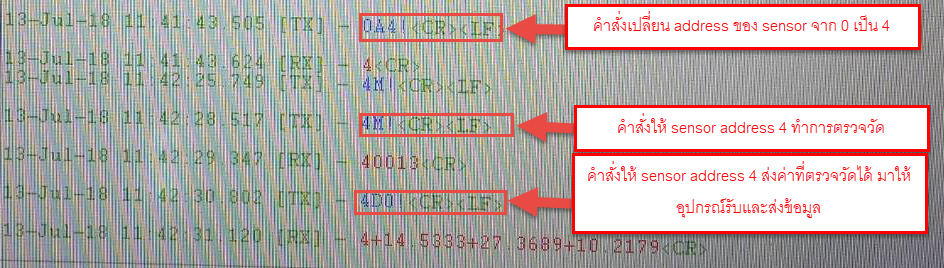 13-Jul-18 11:41:43.505 [TX] - 0A4!<CR><LF>
คำสั่งเปลี่ยน address ของ sensor จาก 0 เป็น 4
13-Jul-18 11:41:43.624 [RX] - 4<CR>
13-Jul-18 11:42:25.749 [TX] - 4M!<CR><LF>
13-Jul-18 11:42:28.517 [TX] - 4M!<CR><LF>
คำสั่งให้ sensor address 4 ทำการตรวจวัด
13-Jul-18 11:42:29.347 [RX] - 40013<CR>
คำสั่งให้ sensor address 4 ส่งค่าที่ตรวจวัดได้ มาให้
อุปกรณ์รับและส่งข้อมูล
13-Jul-18 11:42:30.802 [TX] - 4D0!<CR><LF>
13-Jul-18 11:42:31.120 [RX] - 4+14.5333+27.3689+10.2179<CR>